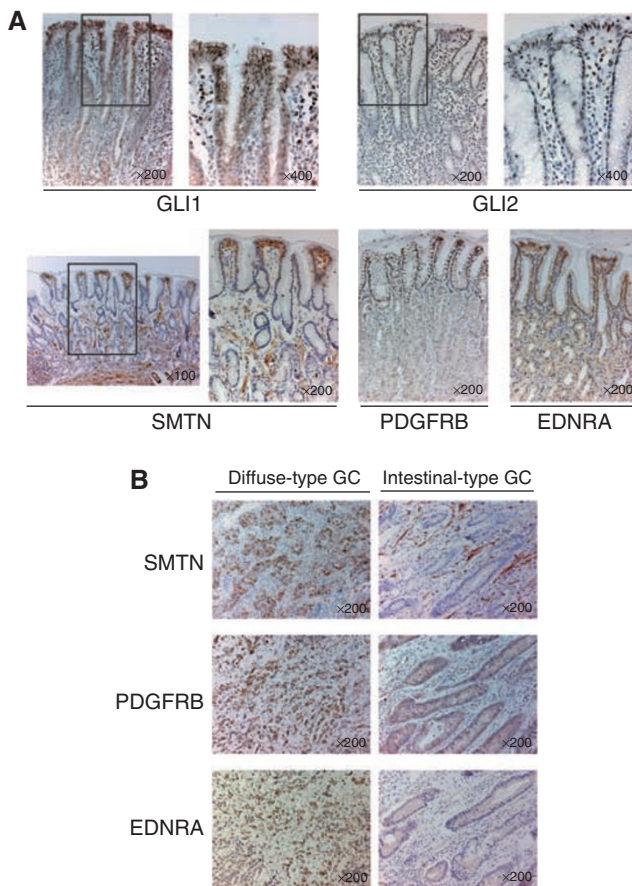 A
×200
×400
×200
×400
GLI1
GLI2
×100
×200
×200
×200
SMTN
PDGFRB
EDNRA
B
Diffuse-type GC
Intestinal-type GC
SMTN
×200
×200
PDGFRB
×200
×200
EDNRA
×200
×200